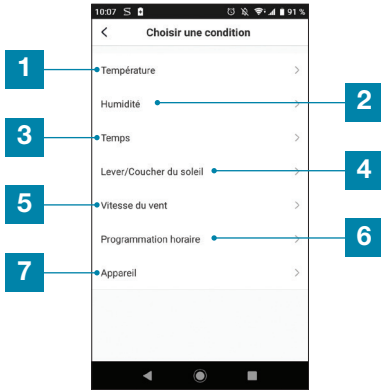 10:07 S 91 %
Choisir une condition
1 Température
Humidité 2
3 Temps
Lever/Coucher du soleil 4
5 Vitesse du vent
Programmation horaire 6
7 Appareil